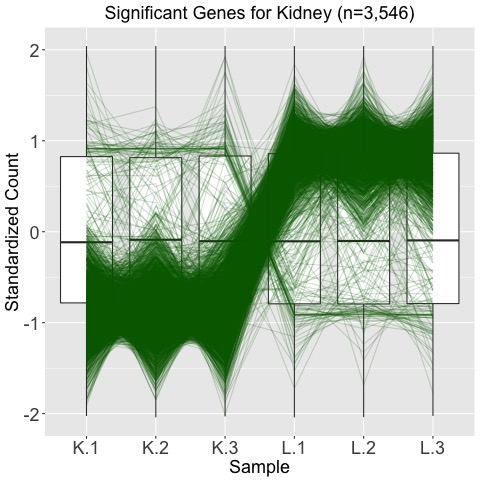 Significant Genes for Kidney (n=3,546)
Standardized Count
2
1
0
-1
-2
K.1 K.2 K.3 L.1 L.2 L.3
Sample